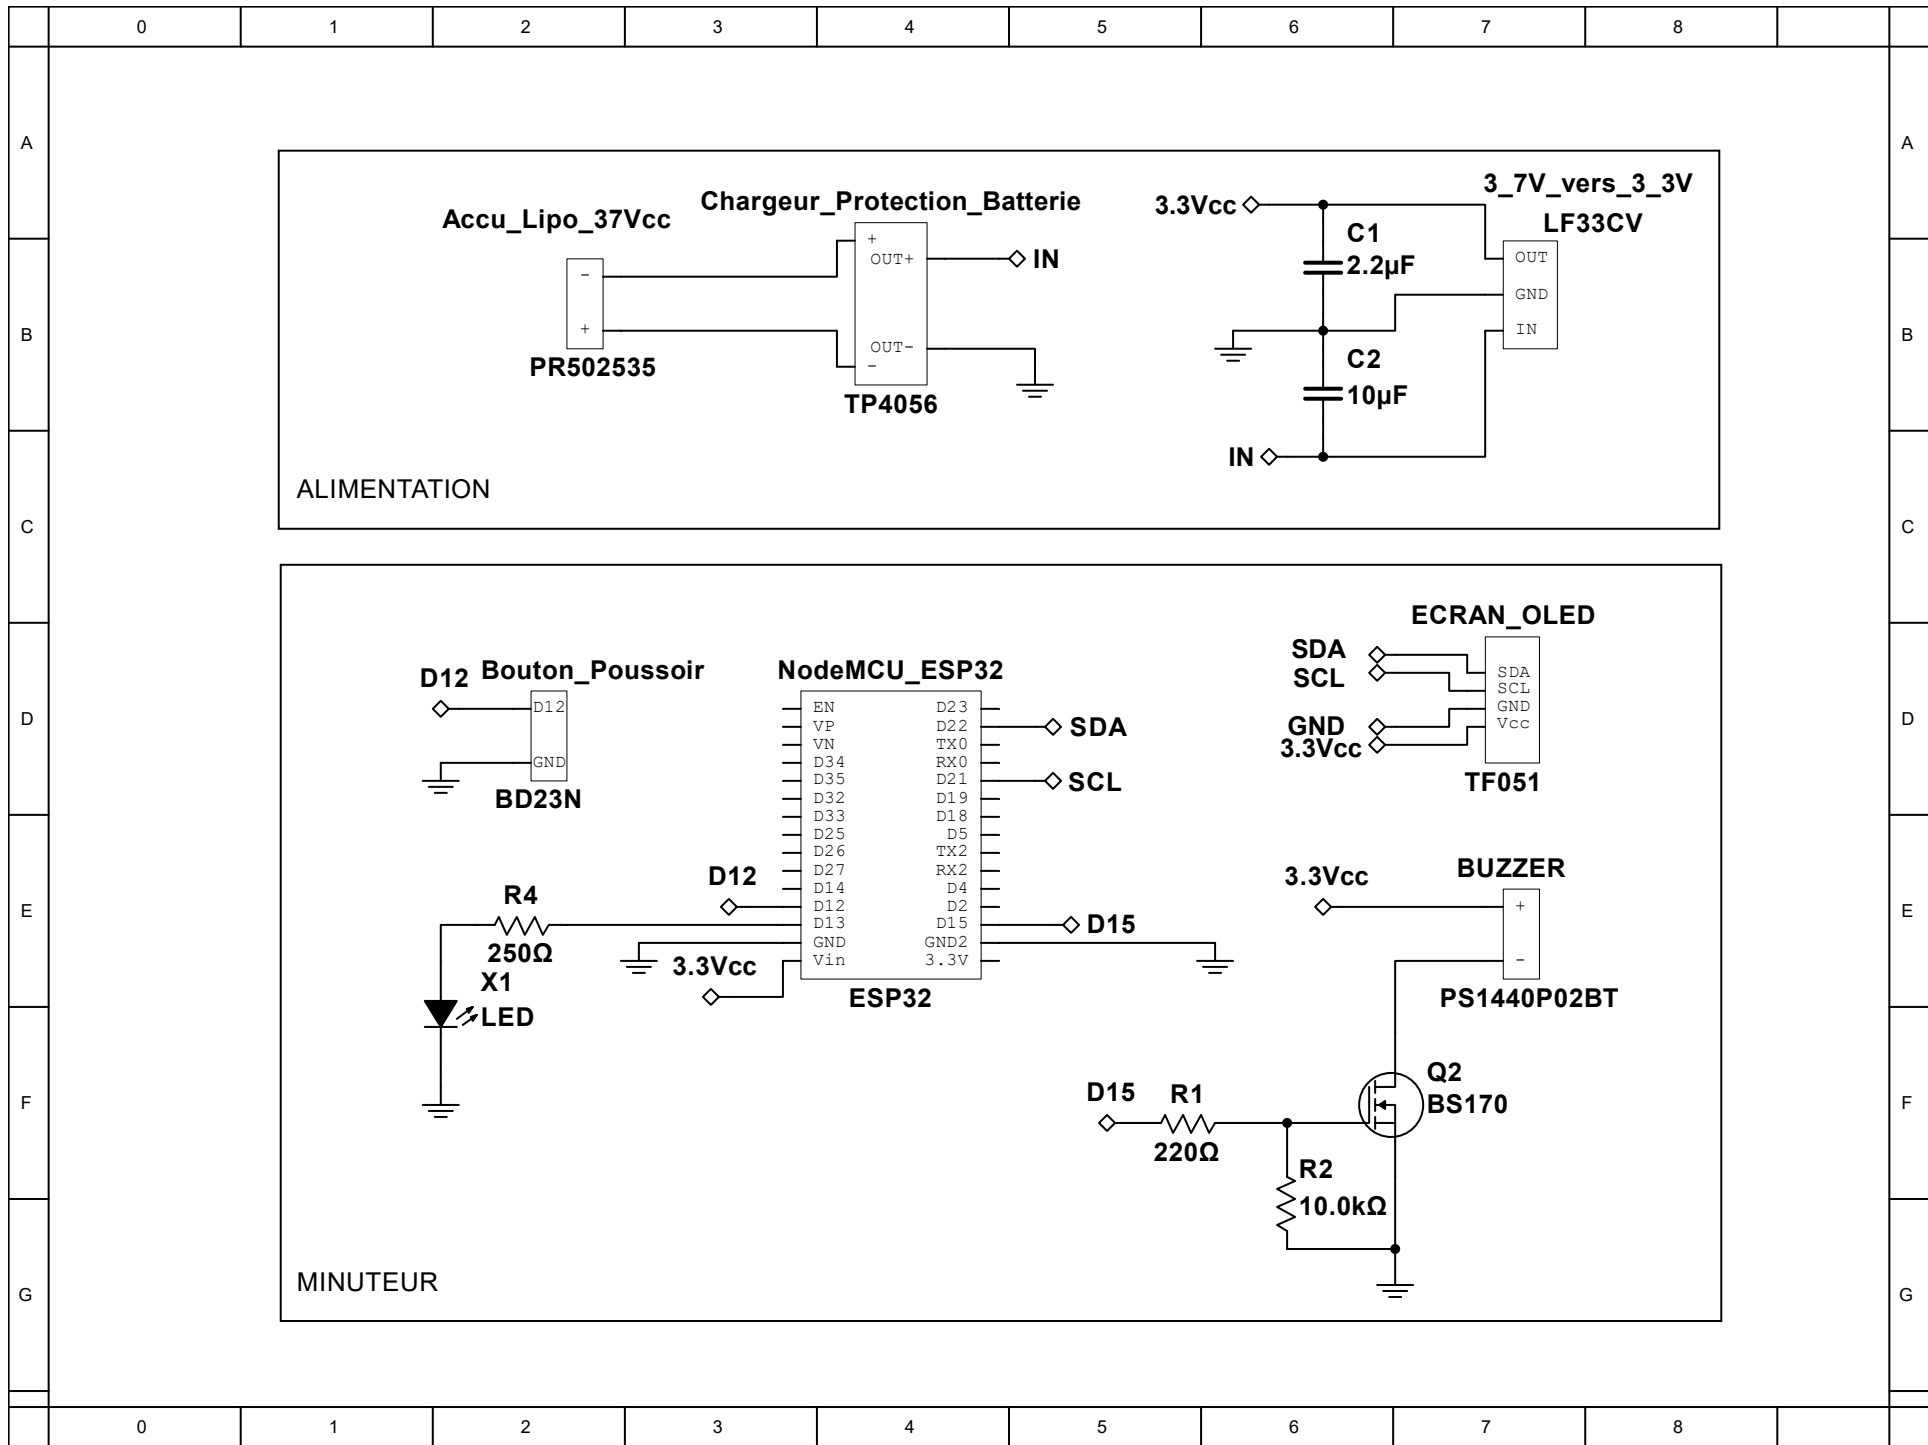 0 1 2 3 4 5 6 7 8
A A
3_7V_vers_3_3V
Accu_Lipo_37Vcc Chargeur_Protection_Batterie 3.3Vcc LF33CV
+
OUT+ IN
C1
2.2µF
OUT
GND
IN
-
+
B B
OUT-
-
C2
10µF
PR502535
TP4056
IN
ALIMENTATION
C C
ECRAN_OLED
SDA
SCL
GND
3.3Vcc
SDA
SCL
GND
Vcc
TF051
D12 Bouton_Poussoir NodeMCU_ESP32
D12
GND
BD23N
D D
EN D23
VP D22 SDA
VN TX0
D34 RX0
D35 D21 SCL
D32 D19
D33 D18
D25 D5
D26 TX2
D27 RX2
D14 D4
D12 D12 D2
D13 D15 D15
GND GND2
3.3Vcc Vin 3.3V
ESP32
E E
R4
250Ω
X1
LED
BUZZER
3.3Vcc +
-
PS1440P02BT
F F
D15 R1
220Ω
Q2
BS170
R2
10.0kΩ
MINUTEUR
G G
0 1 2 3 4 5 6 7 8